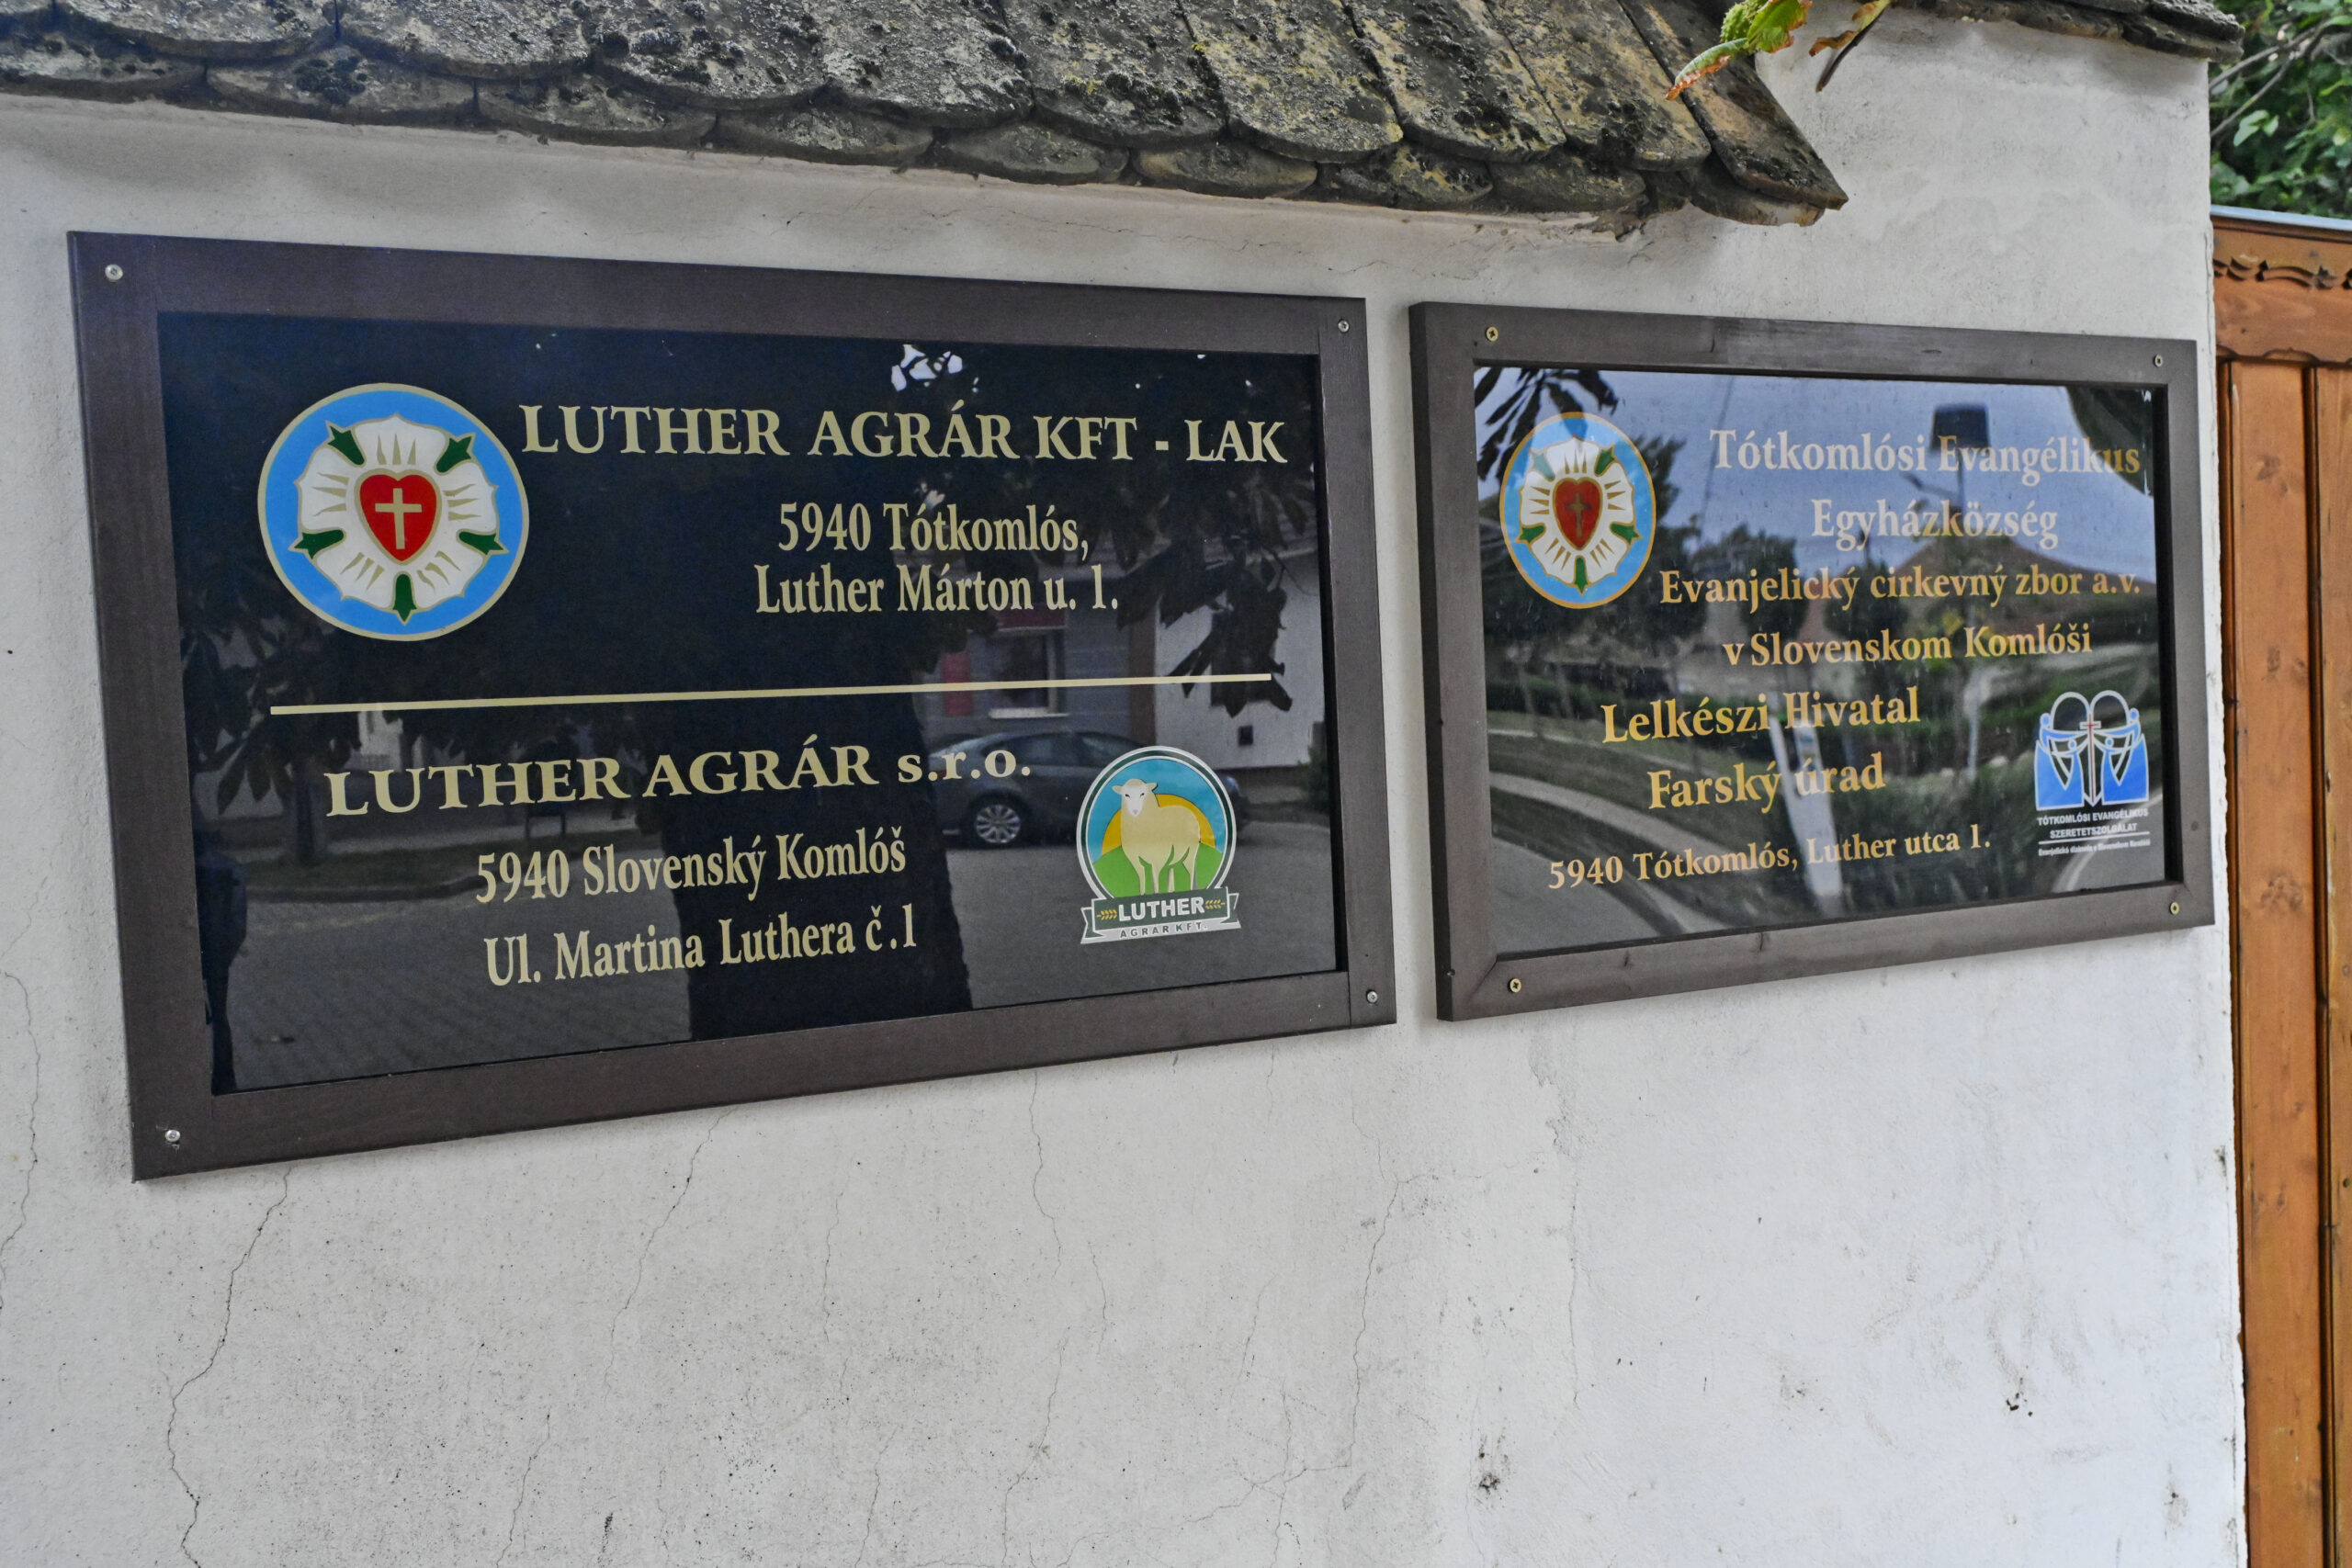 LUTHER AGRÁR KFT - LAK
5940 Tótkomlós,
Luther Márton u. 1.
LUTHER AGRÁR s.r.o.
5940 Slovenský Komlóš
Ul. Martina Luthera č.1
LUTHER
AGRÁR KFT.
Tótkomlósi Evangélikus
Egyházközség
Evanjelický cirkevný zbor a.v.
v Slovenskom Komlóši
Lelkészi Hivatal
Farský úrad
5940 Tótkomlós, Luther utca 1.
TÓTKOMLÓSI EVANGÉLIKUS
SZERETETSZOLGÁLAT